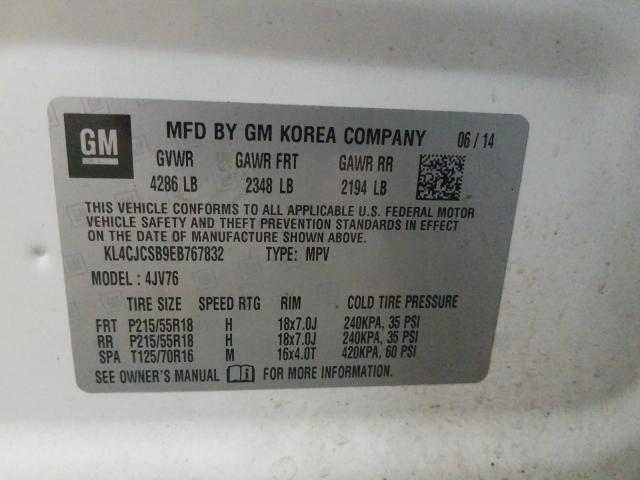 GM MFD BY GM KOREA COMPANY 06 / 14
GVWR GAWR FRT GAWR RR
4286 LB 2348 LB 2194 LB
THIS VEHICLE CONFORMS TO ALL APPLICABLE U.S. FEDERAL MOTOR
VEHICLE SAFETY AND THEFT PREVENTION STANDARDS IN EFFECT
ON THE DATE OF MANUFACTURE SHOWN ABOVE.
KL4CJCSB9EB767832 TYPE: MPV
MODEL : 4JV76
TIRE SIZE SPEED RTG RIM COLD TIRE PRESSURE
FRT P215/55R18 H 18x7.0J 240KPA, 35 PSI
RR P215/55R18 H 18x7.0J 240KPA, 35 PSI
SPA T125/70R16 M 16x4.0T 420KPA, 60 PSI
SEE OWNER'S MANUAL FOR MORE INFORMATION.